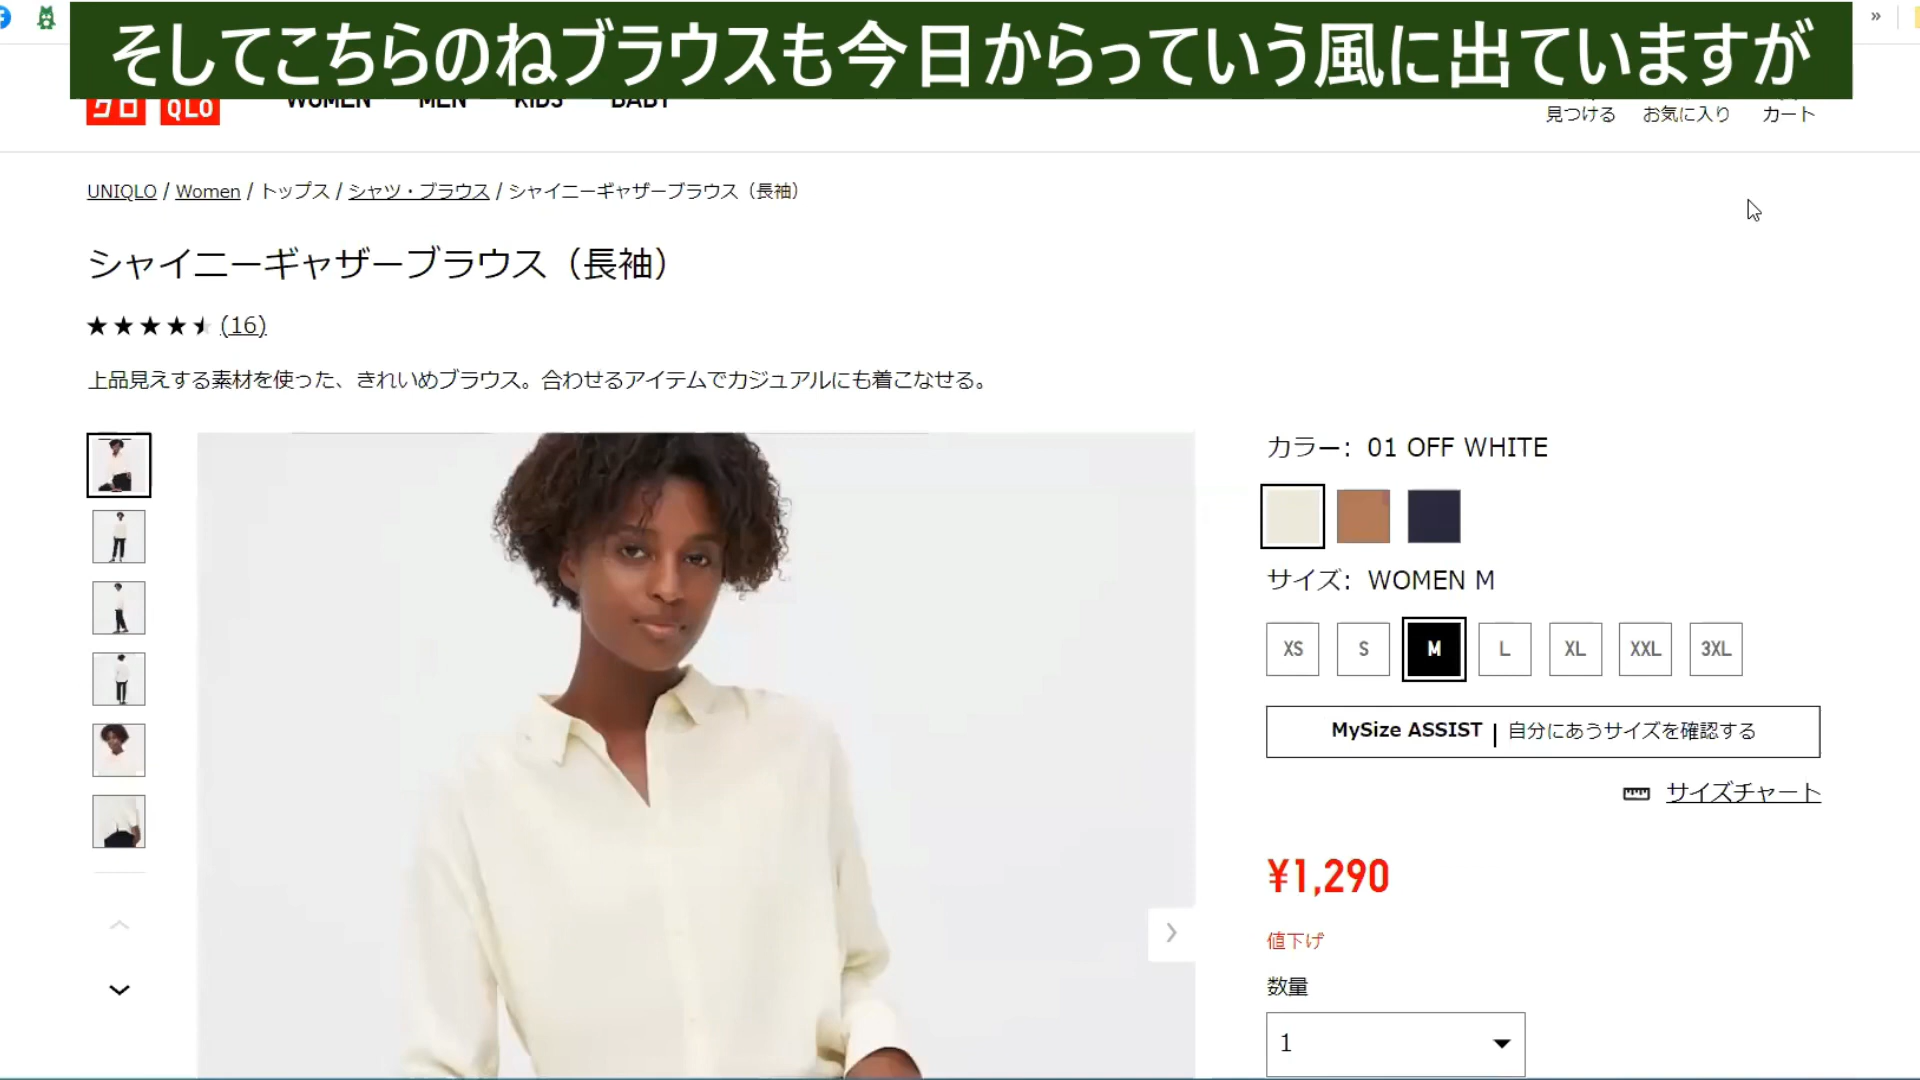 そしてこちらのねブラウスも今日からっていう風に出ていますが
クロ QLO
WOMEN MEN KIDS BABY
見つける お気に入り カート
UNIQLO / Women / トップス / シャツ・ブラウス / シャイニーギャザーブラウス（長袖）
シャイニーギャザーブラウス（長袖）
(16)
上品見えする素材を使った、きれいめブラウス。合わせるアイテムでカジュアルにも着こなせる。
カラー: 01 OFF WHITE
サイズ: WOMEN M
XS S M L XL XXL 3XL
MySize ASSIST | 自分にあうサイズを確認する
サイズチャート
¥1,290
値下げ
数量
1